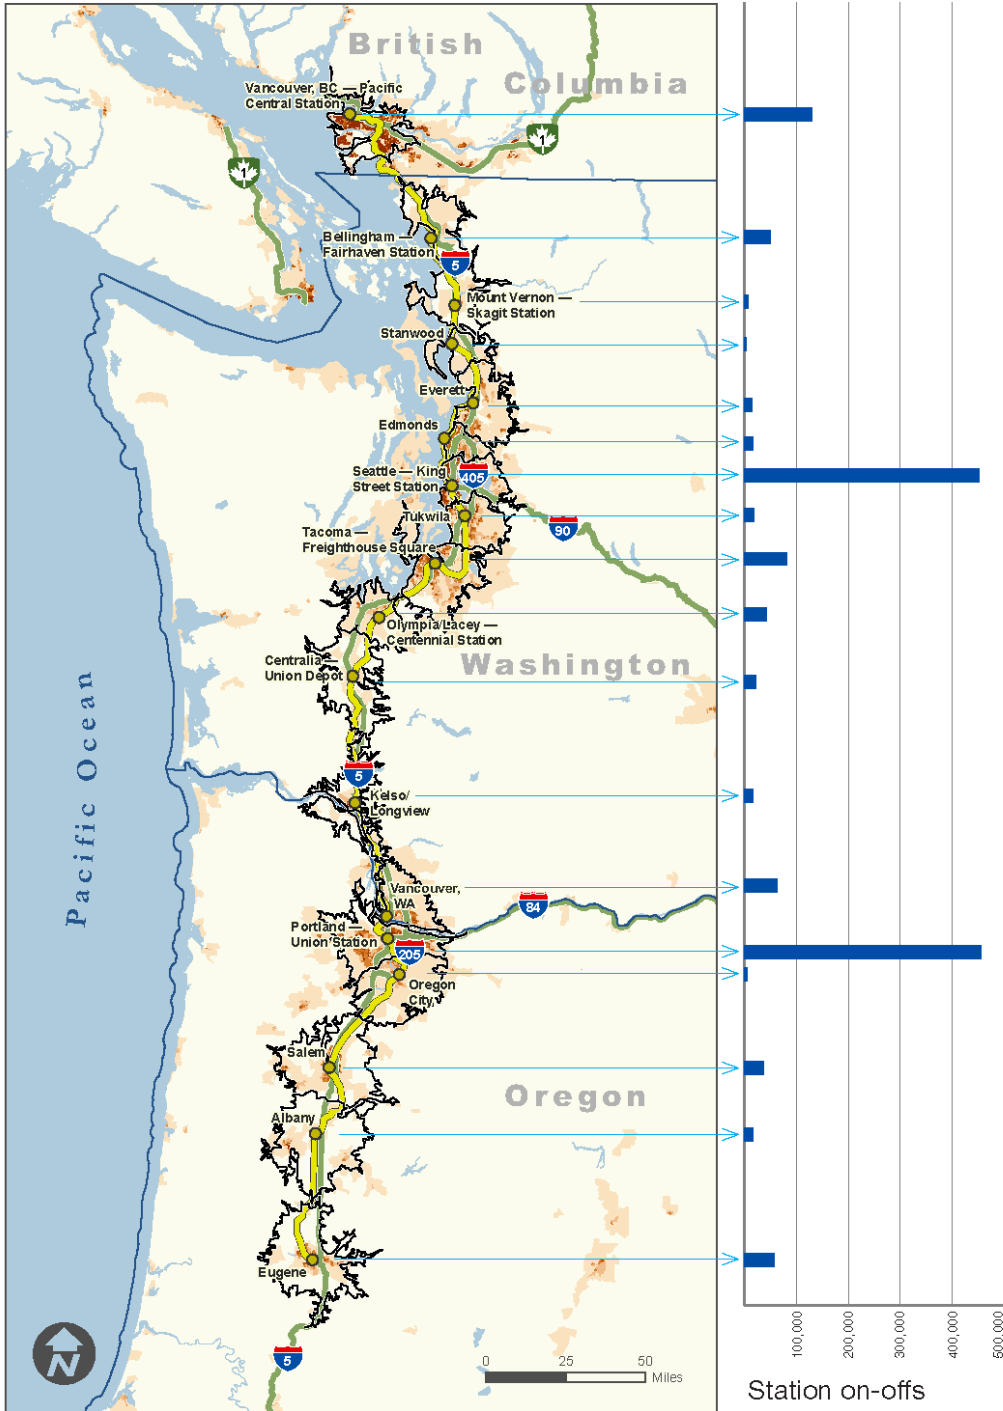 British
Columbia
Vancouver, BC — Pacific
Central Station
1
1
Bellingham —
Fairhaven Station
5
Mount Vernon —
Skagit Station
Stanwood
Everett
Edmonds
Seattle — King
Street Station
405
Tukwila
90
Tacoma —
Freighthouse Square
Olympia/Lacey —
Centennial Station
Washington
Centralia —
Union Depot
Pacific Ocean
5
Kelso/
Longview
Vancouver,
WA
84
Portland —
Union Station
205
Oregon
City,
Salem
Oregon
Albany
Eugene
N
5
0 25 50
Miles
100,000
200,000
300,000
400,000
500,000
Station on-offs